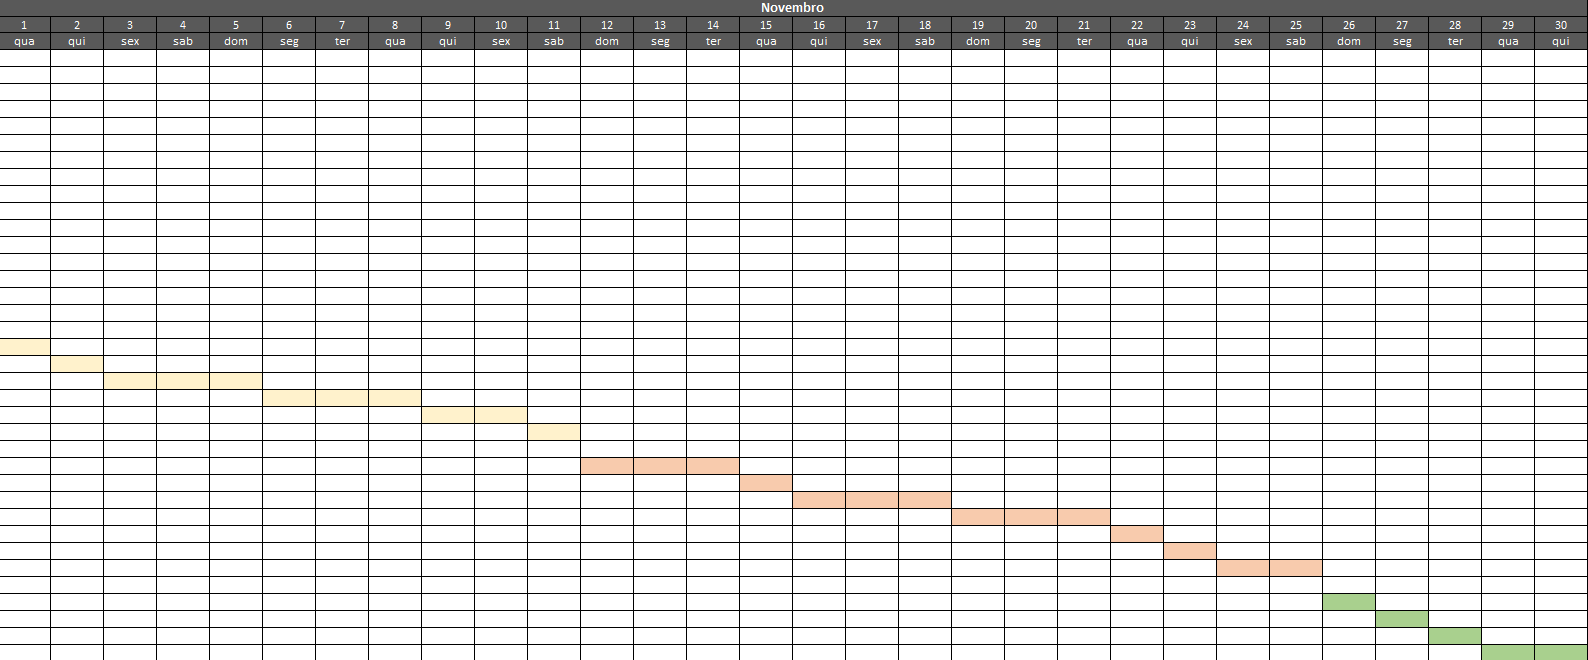 Novembro
1 2 3 4 5 6 7 8 9 10 11 12 13 14 15 16 17 18 19 20 21 22 23 24 25 26 27 28 29 30
qua qui sex sab dom seg ter qua qui sex sab dom seg ter qua qui sex sab dom seg ter qua qui sex sab dom seg ter qua qui